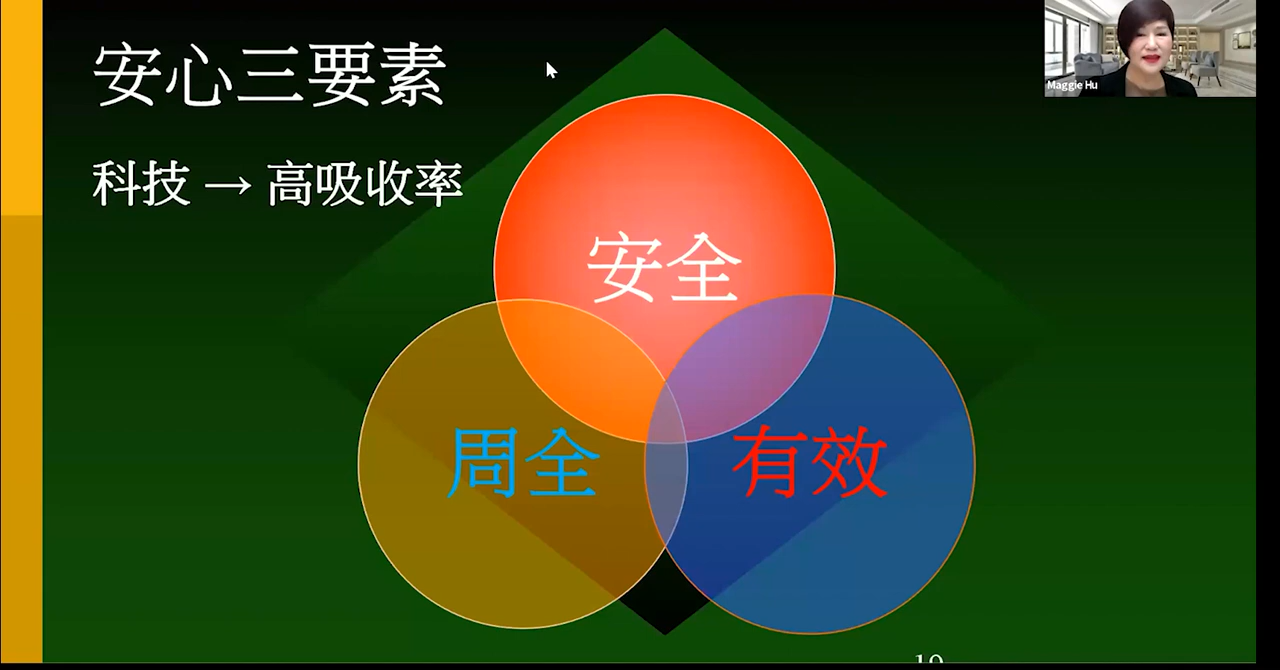 安心三要素
科技 → 高吸收率
安全
周全
有效
Maggie Hu